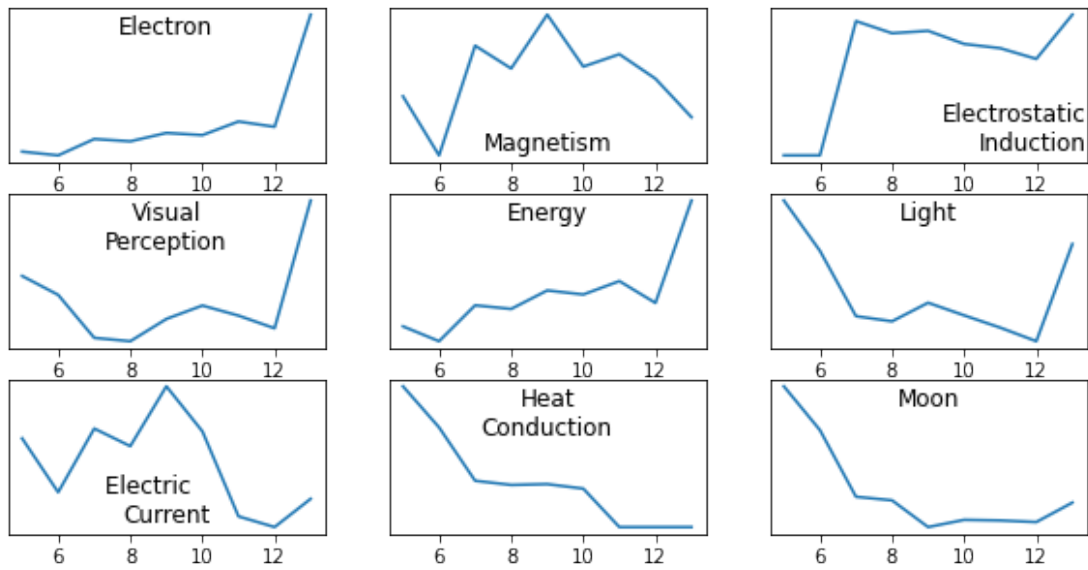 Electron
Magnetism
Electrostatic
Induction
6 8 10 12
6 8 10 12
6 8 10 12
Visual
Perception
Energy
Light
6 8 10 12
6 8 10 12
6 8 10 12
Electric
Current
Heat
Conduction
Moon
6 8 10 12
6 8 10 12
6 8 10 12